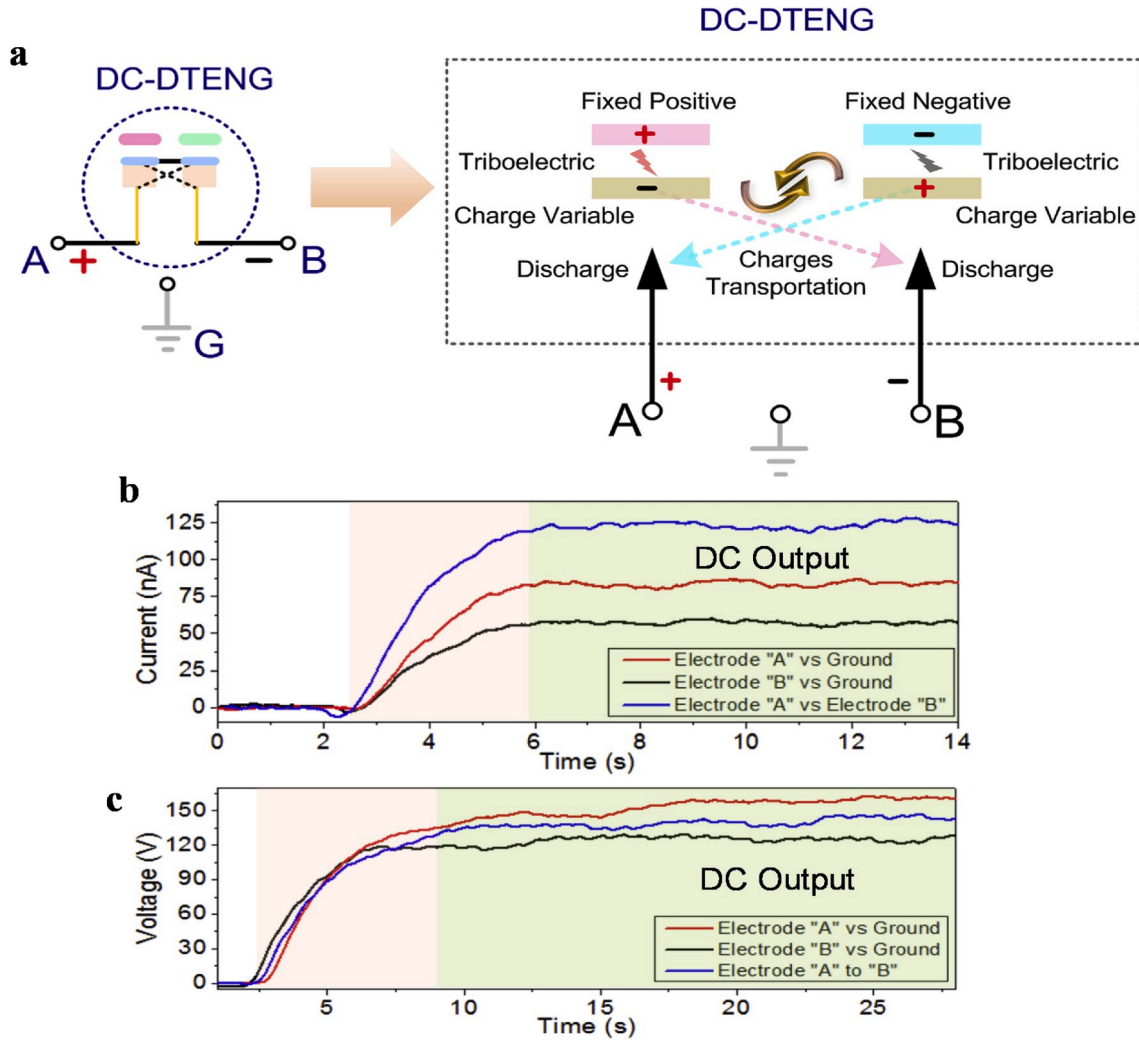 a
DC-DTENG
A
+
−
B
G
DC-DTENG
Fixed Positive
Fixed Negative
+
−
Triboelectric
Triboelectric
−
+
Charge Variable
Charge Variable
Discharge
Charges
Transportation
Discharge
+
−
A
B
b
125
100
75
50
25
0
Current (nA)
DC Output
Electrode "A" vs Ground
Electrode "B" vs Ground
Electrode "A" vs Electrode "B"
0 2 4 6 8 10 12 14
Time (s)
c
150
120
90
60
30
0
Voltage (V)
DC Output
Electrode "A" vs Ground
Electrode "B" vs Ground
Electrode "A" to "B"
5 10 15 20 25
Time (s)